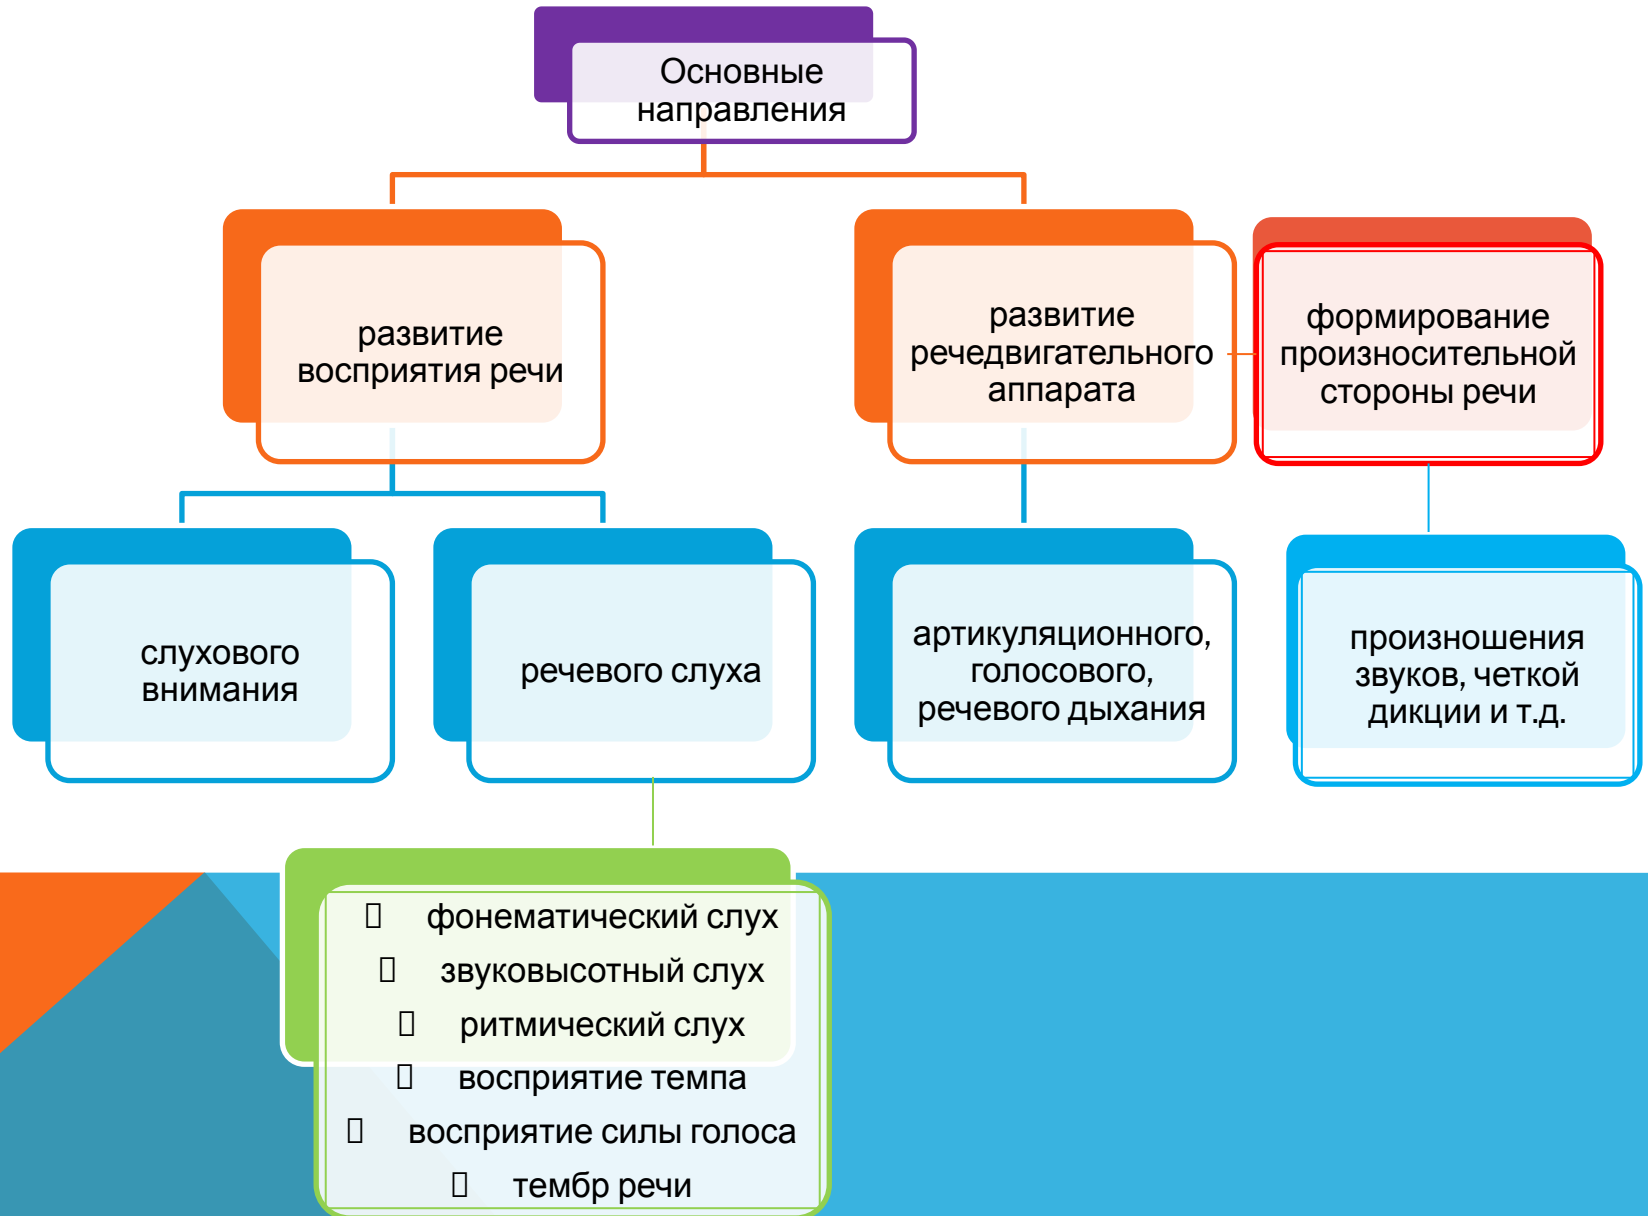 Основные
направления
развитие
восприятия речи
развитие
речедвигательного
аппарата
формирование
произносительной
стороны речи
слухового
внимания
речевого слуха
артикуляционного,
голосового,
речевого дыхания
произношения
звуков, четкой
дикции и т.д.
фонематический слух
звуковысотный слух
ритмический слух
восприятие темпа
восприятие силы голоса
тембр речи